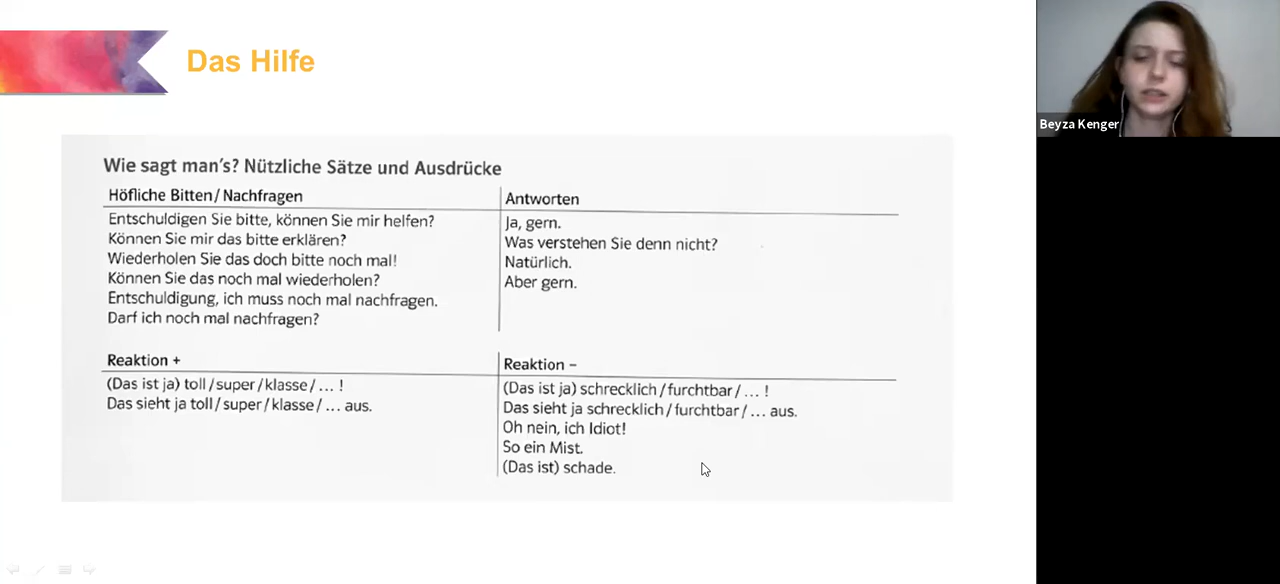 Das Hilfe
Beyza Kenger
Wie sagt man's? Nützliche Sätze und Ausdrücke
Höfliche Bitten / Nachfragen
Entschuldigen Sie bitte, können Sie mir helfen?
Können Sie mir das bitte erklären?
Wiederholen Sie das doch bitte noch mal!
Können Sie das noch mal wiederholen?
Entschuldigung, ich muss noch mal nachfragen.
Darf ich noch mal nachfragen?
Antworten
Ja, gern.
Was verstehen Sie denn nicht?
Natürlich.
Aber gern.
Reaktion +
(Das ist ja) toll / super / klasse / ... !
Das sieht ja toll / super / klasse / ... aus.
Reaktion –
(Das ist ja) schrecklich / furchtbar / ... !
Das sieht ja schrecklich / furchtbar / ... aus.
Oh nein, ich Idiot!
So ein Mist.
(Das ist) schade.